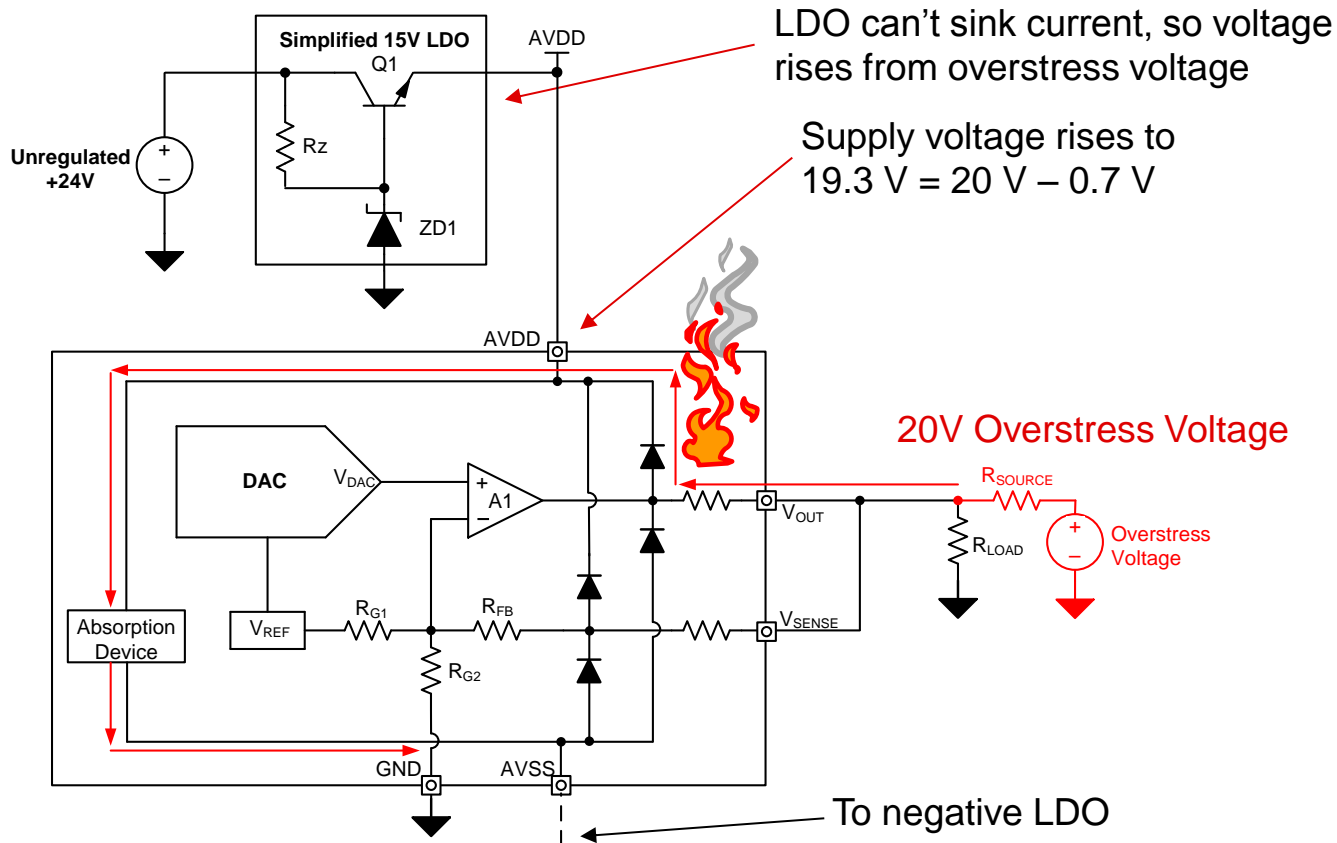 LDO can't sink current, so voltage
rises from overstress voltage
Simplified 15V LDO
Q1
AVDD
Rz
Unregulated
+24V
+
−
ZD1
Supply voltage rises to
19.3 V = 20 V – 0.7 V
AVDD
20V Overstress Voltage
DAC
VDAC
+
−
A1
VOUT
RSOURCE
RLOAD
+
−
Overstress
Voltage
Absorption
Device
VREF
RG1
RFB
RG2
VSENSE
GND
AVSS
To negative LDO